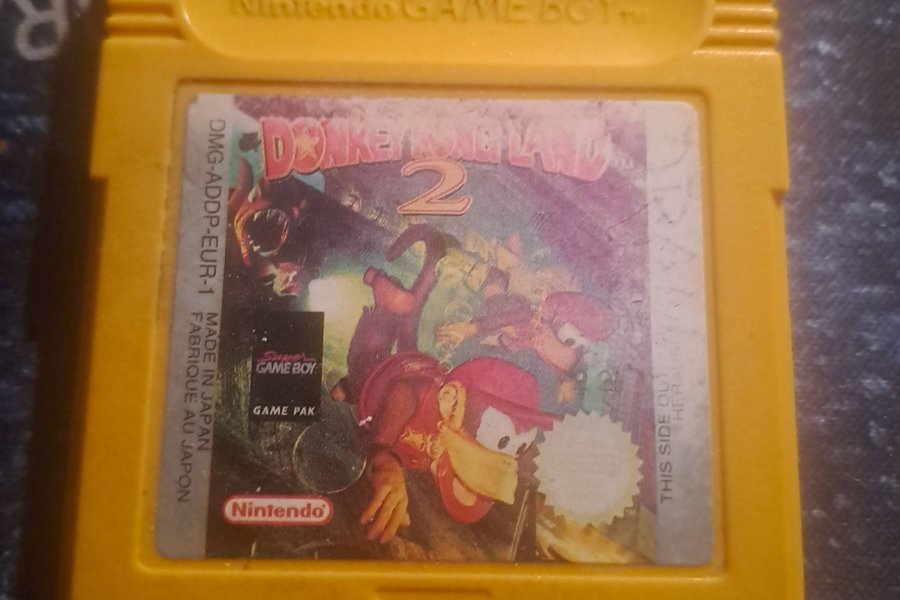 Nintendo GAME BOY TM
DONKEY KONG LAND
2
DMG-ADDP-EUR-1
MADE IN JAPAN
FABRIQUE AU JAPON
Super
GAME BOY
GAME PAK
Nintendo®
THIS SIDE OUT